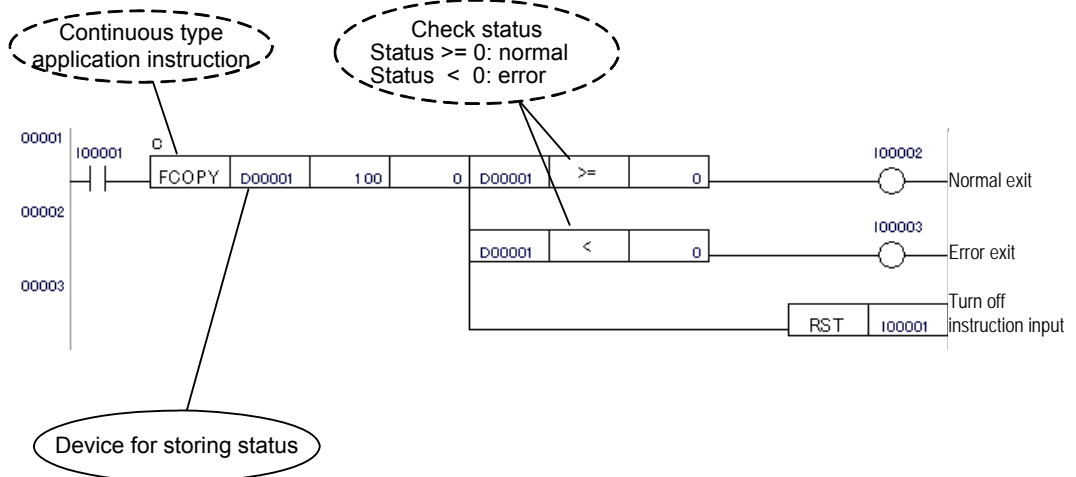 Continuous type
application instruction
Check status
Status >= 0: normal
Status < 0: error
00001
I00001
C
FCOPY D00001 100 0 D00001 >= 0
I00002
Normal exit
00002
D00001 < 0
I00003
Error exit
00003
RST I00001
Turn off
instruction input
Device for storing status